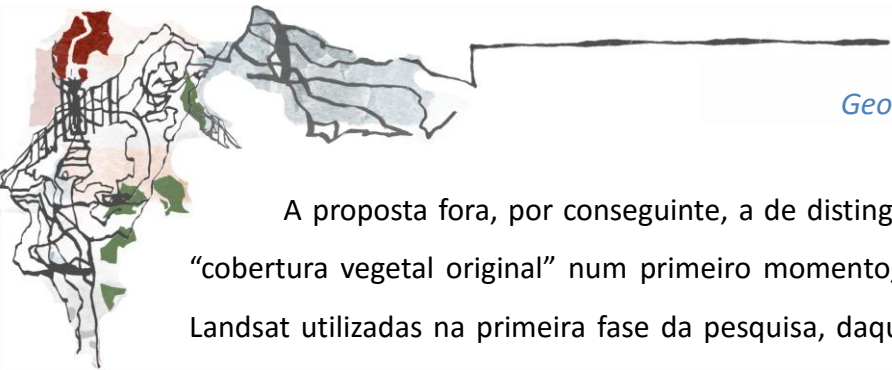 Geo
A proposta fora, por conseguinte, a de disting
“cobertura vegetal original” num primeiro momento,
Landsat utilizadas na primeira fase da pesquisa, daqu